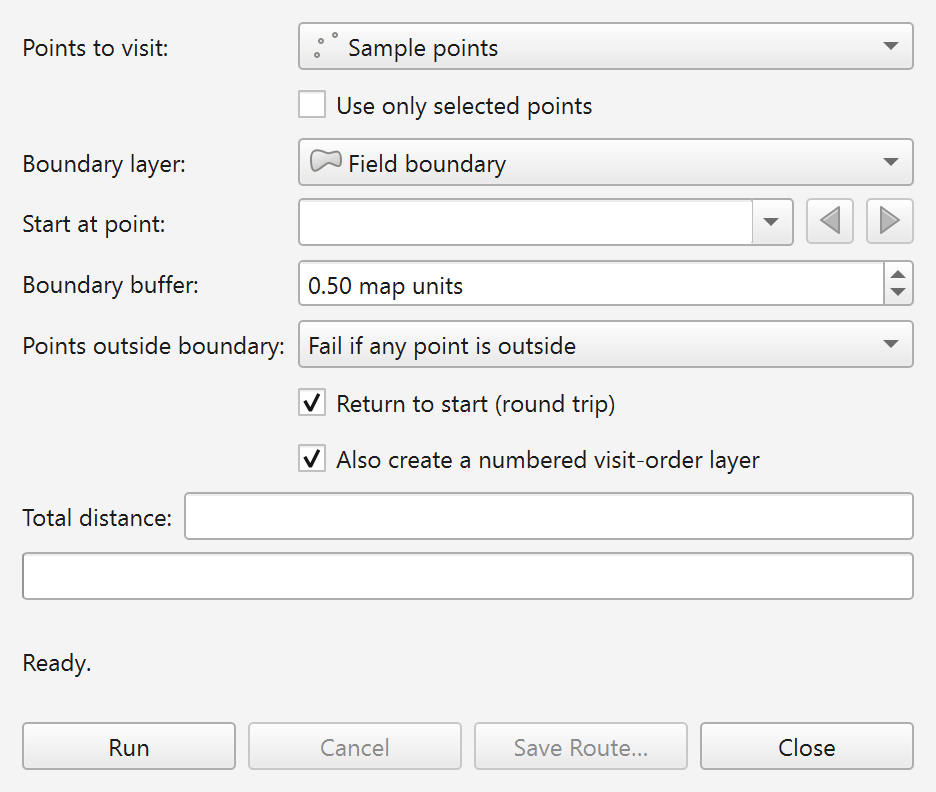 Points to visit: Sample points
Use only selected points
Boundary layer: Field boundary
Start at point:
Boundary buffer: 0.50 map units
Points outside boundary: Fail if any point is outside
Return to start (round trip)
Also create a numbered visit-order layer
Total distance:
Ready.
Run Cancel Save Route... Close